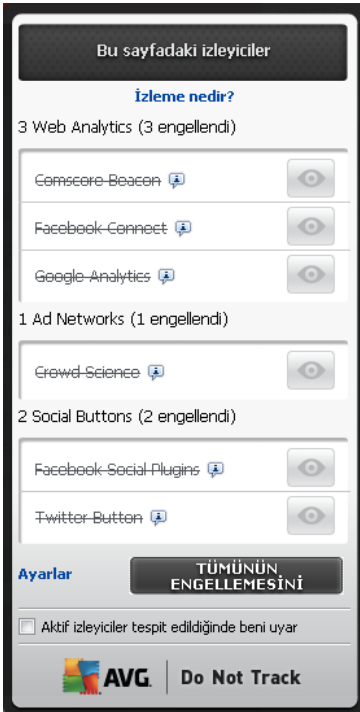 Bu sayfadaki izleyiciler
İzleme nedir?
3 Web Analytics (3 engellendi)
Comscore Beacon
Facebook Connect
Google Analytics
1 Ad Networks (1 engellendi)
Crowd Science
2 Social Buttons (2 engellendi)
Facebook Social Plugins
Twitter Button
Ayarlar
TÜMÜNÜN
ENGELLEMESİNİ
Aktif izleyiciler tespit edildiğinde beni uyar
AVG. Do Not Track